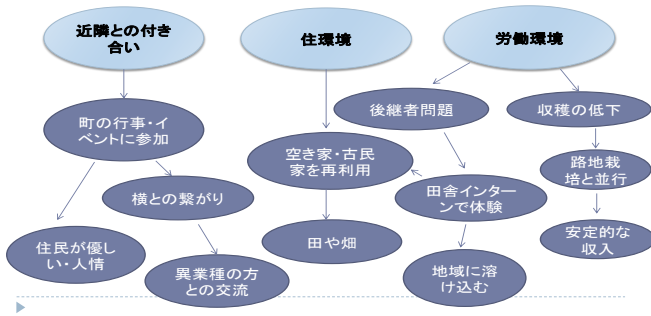 近隣との付き
合い
住環境
労働環境
後継者問題
収穫の低下
町の行事・イ
ベントに参加
空き家・古民
家を再利用
路地栽
培と並行
横との繋がり
田舎インター
ンで体験
住民が優し
い・人情
田や畑
安定的な
収入
異業種の方
との交流
地域に溶
け込む